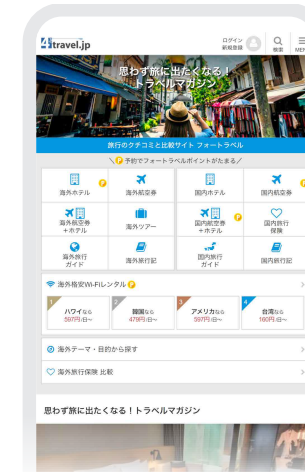 4travel.jp
ログイン
新規登録
検索
MEN
思わず旅に出たくなる！
トラベルマガジン
旅行のクチコミと比較サイト フォートラベル
＼P予約でフォートラベルポイントがたまる／
海外ホテル
海外航空券
国内ホテル
国内航空券
海外航空券
+ホテル
海外ツアー
国内航空券
+ホテル
国内旅行
保険
海外旅行
ガイド
海外旅行記
国内旅行
ガイド
国内旅行記
海外格安Wi-Fiレンタル P
1
ハワイなら
597円/日〜
2
韓国なら
479円/日〜
3
アメリカなら
597円/日〜
4
台湾なら
160円/日〜
海外テーマ・目的から探す
海外旅行保険 比較
思わず旅に出たくなる！トラベルマガジン